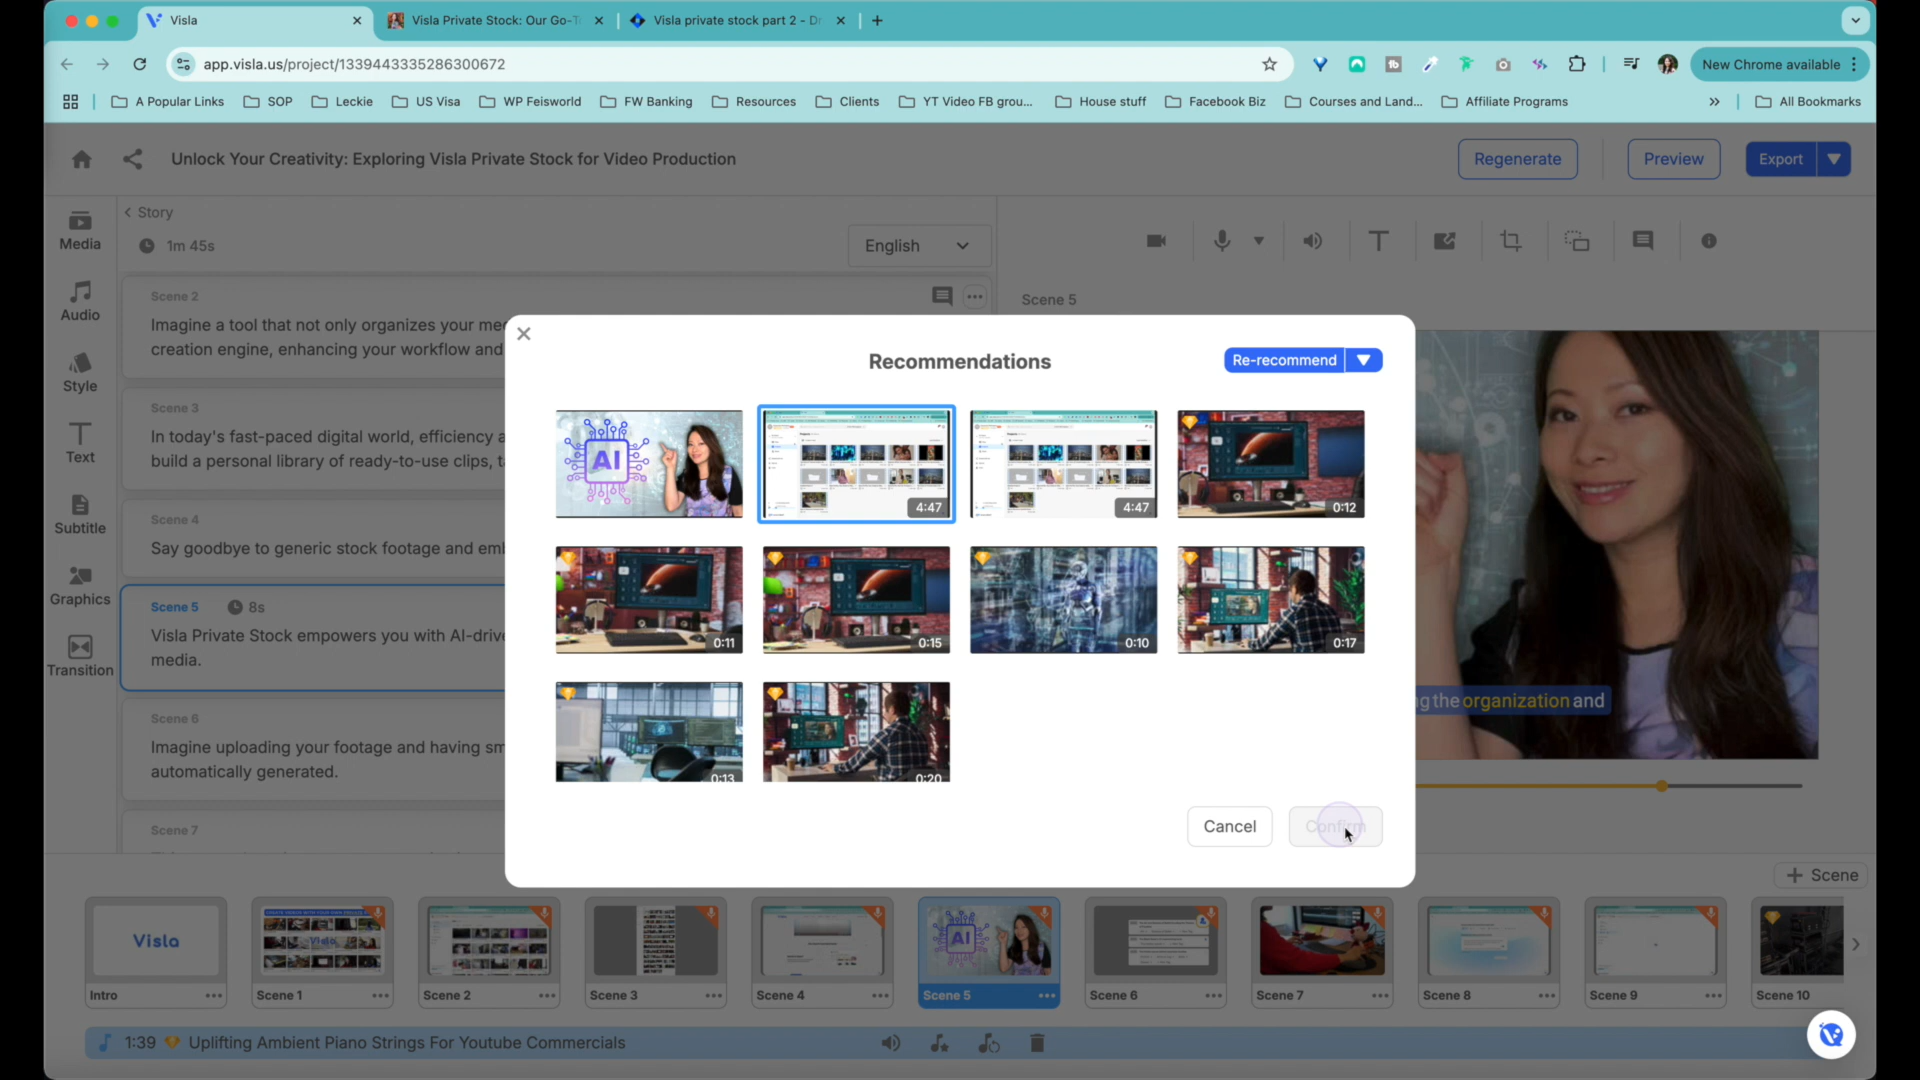 Visla
Visla Private Stock: Our Go-Ti
Visla private stock part 2 - Dr
app.visla.us/project/1339443335286300672
New Chrome available
A Popular Links
SOP
Leckie
US Visa
WP Feisworld
FW Banking
Resources
Clients
YT Video FB grou...
House stuff
Facebook Biz
Courses and Land...
Affiliate Programs
All Bookmarks
Unlock Your Creativity: Exploring Visla Private Stock for Video Production
Regenerate
Preview
Export
Media
Audio
Style
Text
Subtitle
Graphics
Transition
Story
1m 45s
English
Scene 2
Imagine a tool that not only organizes your me
creation engine, enhancing your workflow and
Scene 3
In today's fast-paced digital world, efficiency a
build a personal library of ready-to-use clips, t
Scene 4
Say goodbye to generic stock footage and em
Scene 5
8s
Visla Private Stock empowers you with AI-drive
media.
Scene 6
Imagine uploading your footage and having sm
automatically generated.
Scene 7
Scene 5
g the organization and
Recommendations
Re-recommend
AI
4:47
4:47
0:12
0:11
0:15
0:10
0:17
0:13
0:20
Cancel
Confirm
+ Scene
Visla
CREATE VIDEOS WITH YOUR OWN PRIVATE
Visla
AI
Intro
Scene 1
Scene 2
Scene 3
Scene 4
Scene 5
Scene 6
Scene 7
Scene 8
Scene 9
Scene 10
1:39
Uplifting Ambient Piano Strings For Youtube Commercials